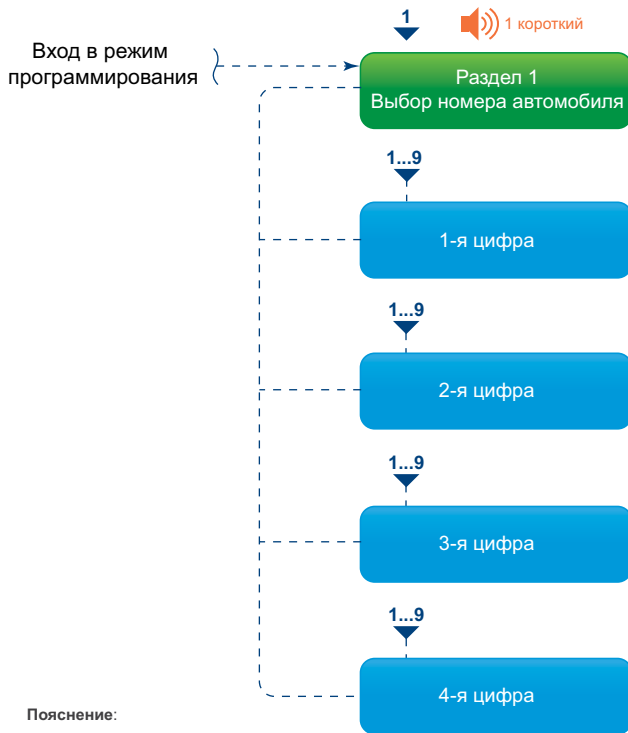 1
1 короткий
Вход в режим
программирования
Раздел 1
Выбор номера автомобиля
1...9
1-я цифра
1...9
2-я цифра
1...9
3-я цифра
1...9
4-я цифра
Пояснение: